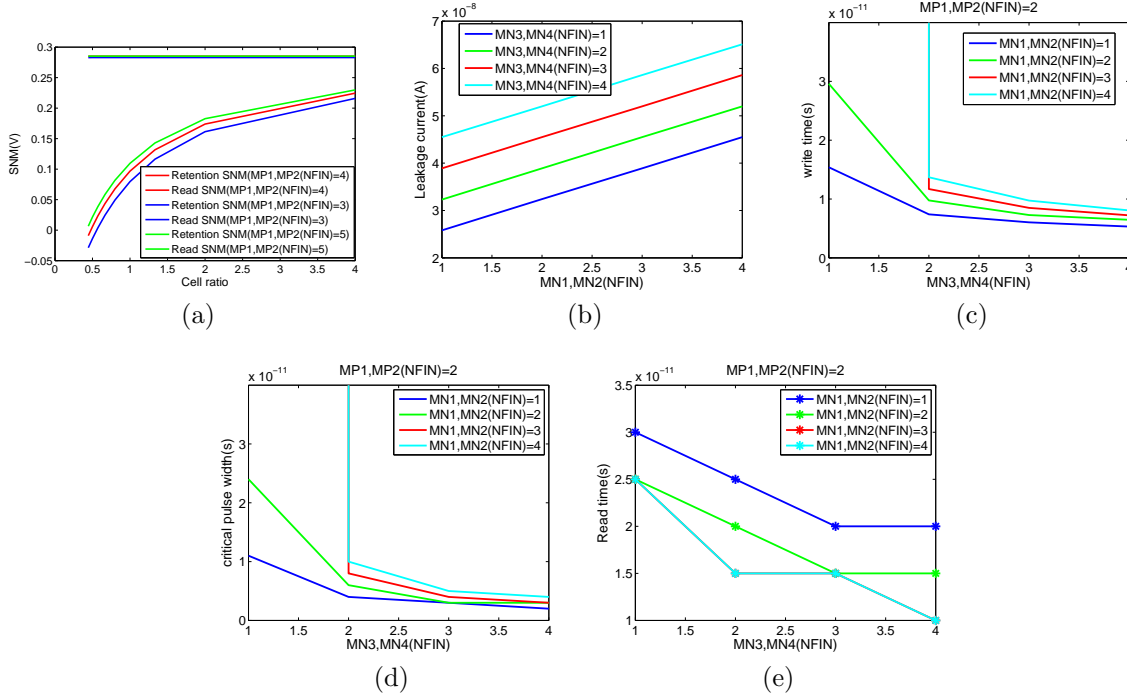 0.3
0.25
0.2
0.15
0.1
0.05
0
−0.05
0
0.5
1.0
1.5
2.0
2.5
3.0
3.5
4
SNM(V)
Cell ratio
Retention SNM(MP1,MP2(NFIN)=4)
Read SNM(MP1,MP2(NFIN)=4)
Retention SNM(MP1,MP2(NFIN)=3)
Read SNM(MP1,MP2(NFIN)=3)
Retention SNM(MP1,MP2(NFIN)=5)
Read SNM(MP1,MP2(NFIN)=5)
(a)
x 10⁻⁸
7
6
5
4
3
2
1
1.5
2
2.5
3
3.5
4
Leakage current(A)
MN1,MN2(NFIN)
MN3,MN4(NFIN)=1
MN3,MN4(NFIN)=2
MN3,MN4(NFIN)=3
MN3,MN4(NFIN)=4
(b)
MP1,MP2(NFIN)=2
x 10⁻¹¹
3
2
1
0
1
1.5
2
2.5
3
3.5
4
write time(s)
MN3,MN4(NFIN)
MN1,MN2(NFIN)=1
MN1,MN2(NFIN)=2
MN1,MN2(NFIN)=3
MN1,MN2(NFIN)=4
(c)
MP1,MP2(NFIN)=2
x 10⁻¹¹
3
2
1
0
1
1.5
2
2.5
3
3.5
4
critical pulse width(s)
MN3,MN4(NFIN)
MN1,MN2(NFIN)=1
MN1,MN2(NFIN)=2
MN1,MN2(NFIN)=3
MN1,MN2(NFIN)=4
(d)
MP1,MP2(NFIN)=2
x 10⁻¹¹
3.5
3
2.5
2
1.5
1
1
1.5
2
2.5
3
3.5
4
Read time(s)
MN3,MN4(NFIN)
MN1,MN2(NFIN)=1
MN1,MN2(NFIN)=2
MN1,MN2(NFIN)=3
MN1,MN2(NFIN)=4
(e)